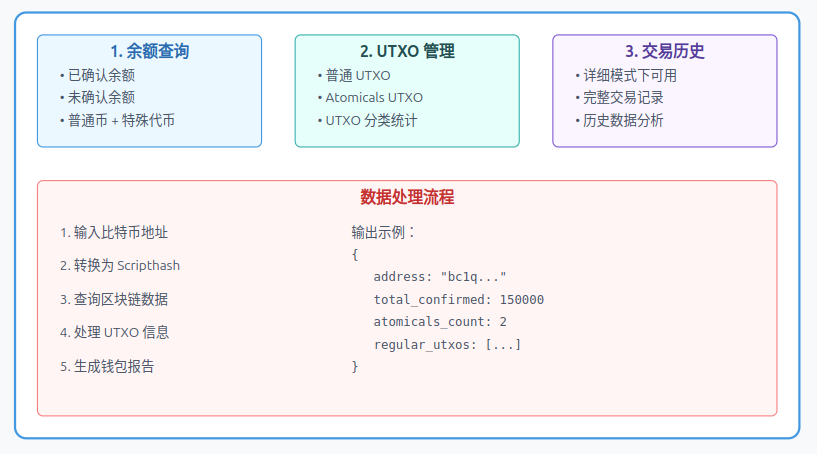 1. 余额查询
• 已确认余额
• 未确认余额
• 普通币 + 特殊代币
2. UTXO 管理
• 普通 UTXO
• Atomicals UTXO
• UTXO 分类统计
3. 交易历史
• 详细模式下可用
• 完整交易记录
• 历史数据分析
数据处理流程
1. 输入比特币地址
2. 转换为 Scripthash
3. 查询区块链数据
4. 处理 UTXO 信息
5. 生成钱包报告
输出示例：
{
address: "bc1q..."
total_confirmed: 150000
atomicals_count: 2
regular_utxos: [...]
}